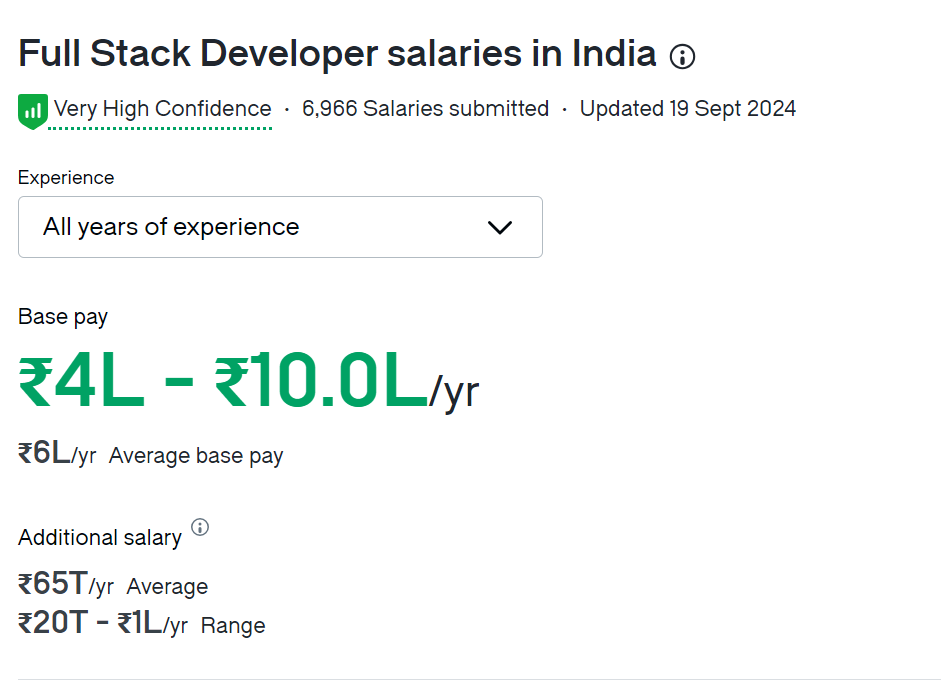 Full Stack Developer salaries in India
Very High Confidence · 6,966 Salaries submitted · Updated 19 Sept 2024
Experience
All years of experience
Base pay
₹4L - ₹10.0L/yr
₹6L/yr Average base pay
Additional salary
₹65T/yr Average
₹20T - ₹1L/yr Range